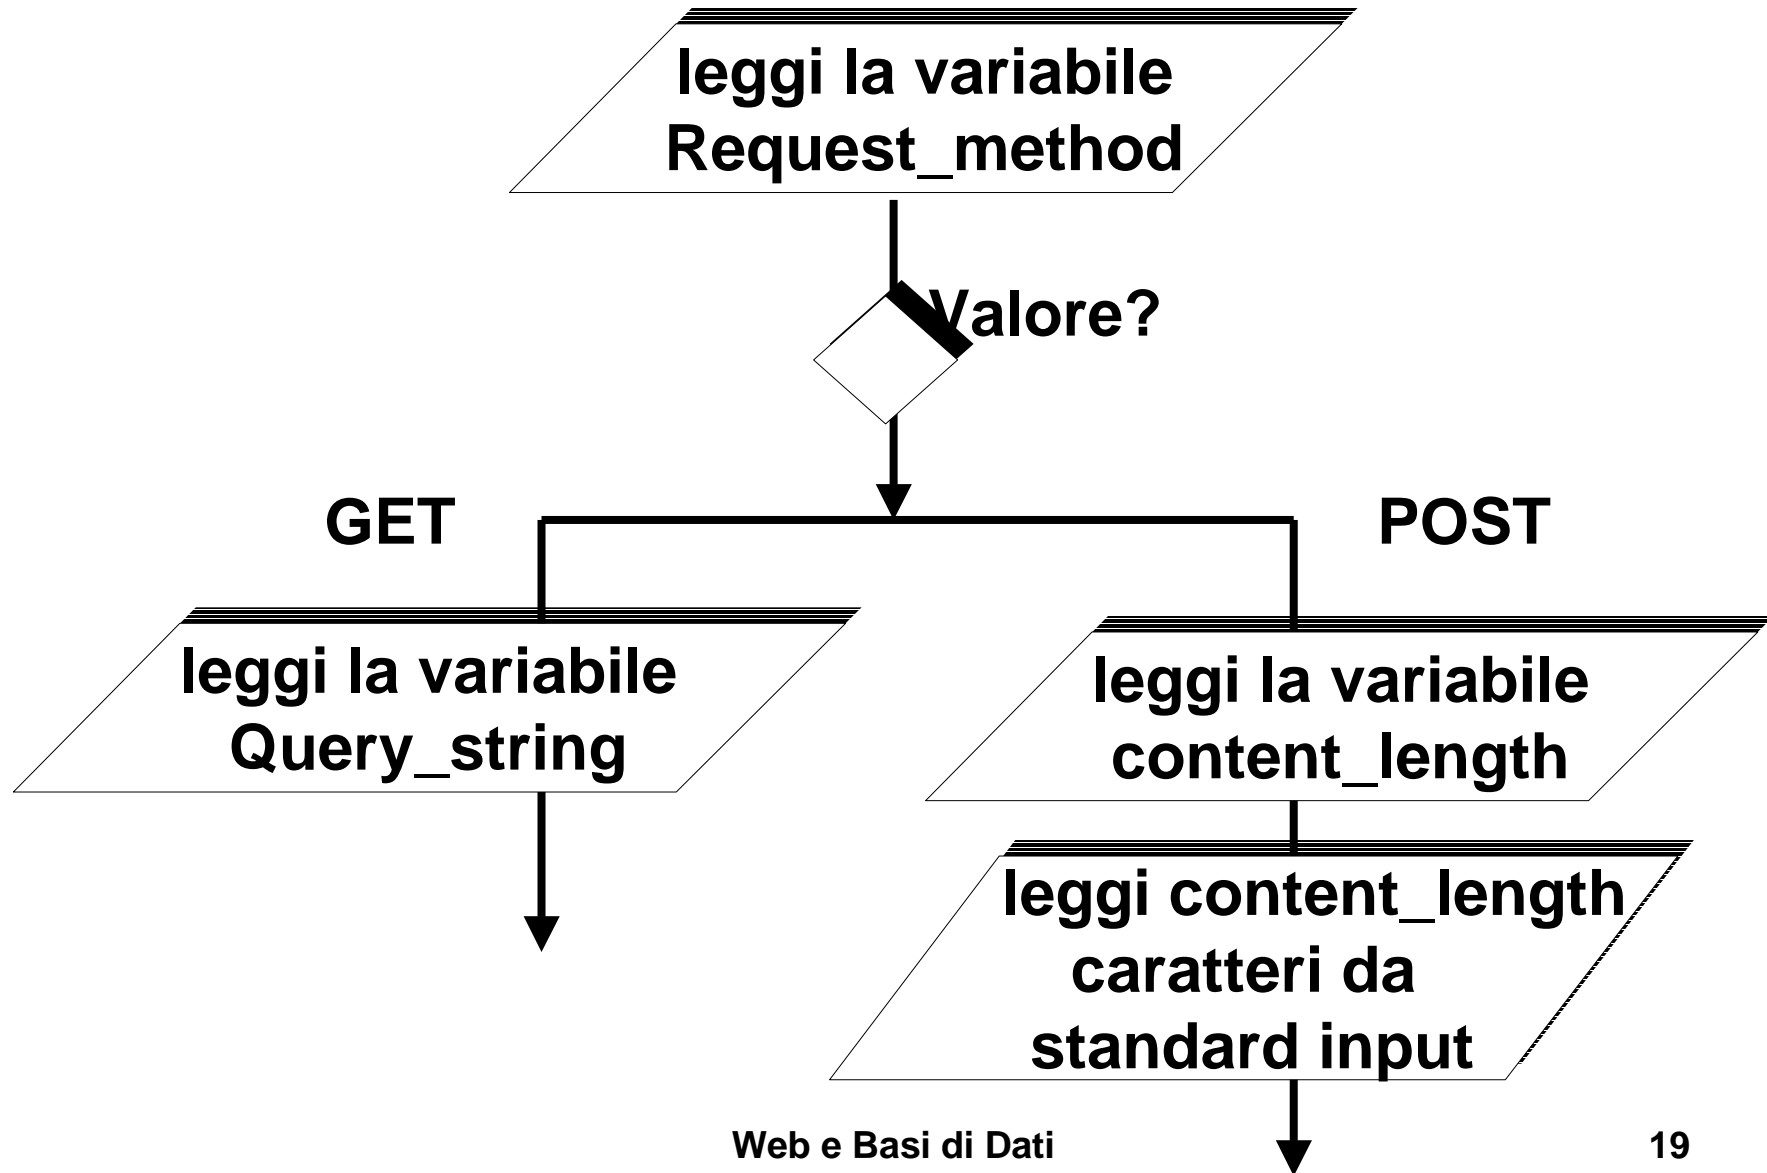 leggi la variabile
Request_method
Valore?
GET
POST
leggi la variabile
Query_string
leggi la variabile
content_length
leggi content_length
caratteri da
standard input
Web e Basi di Dati
19